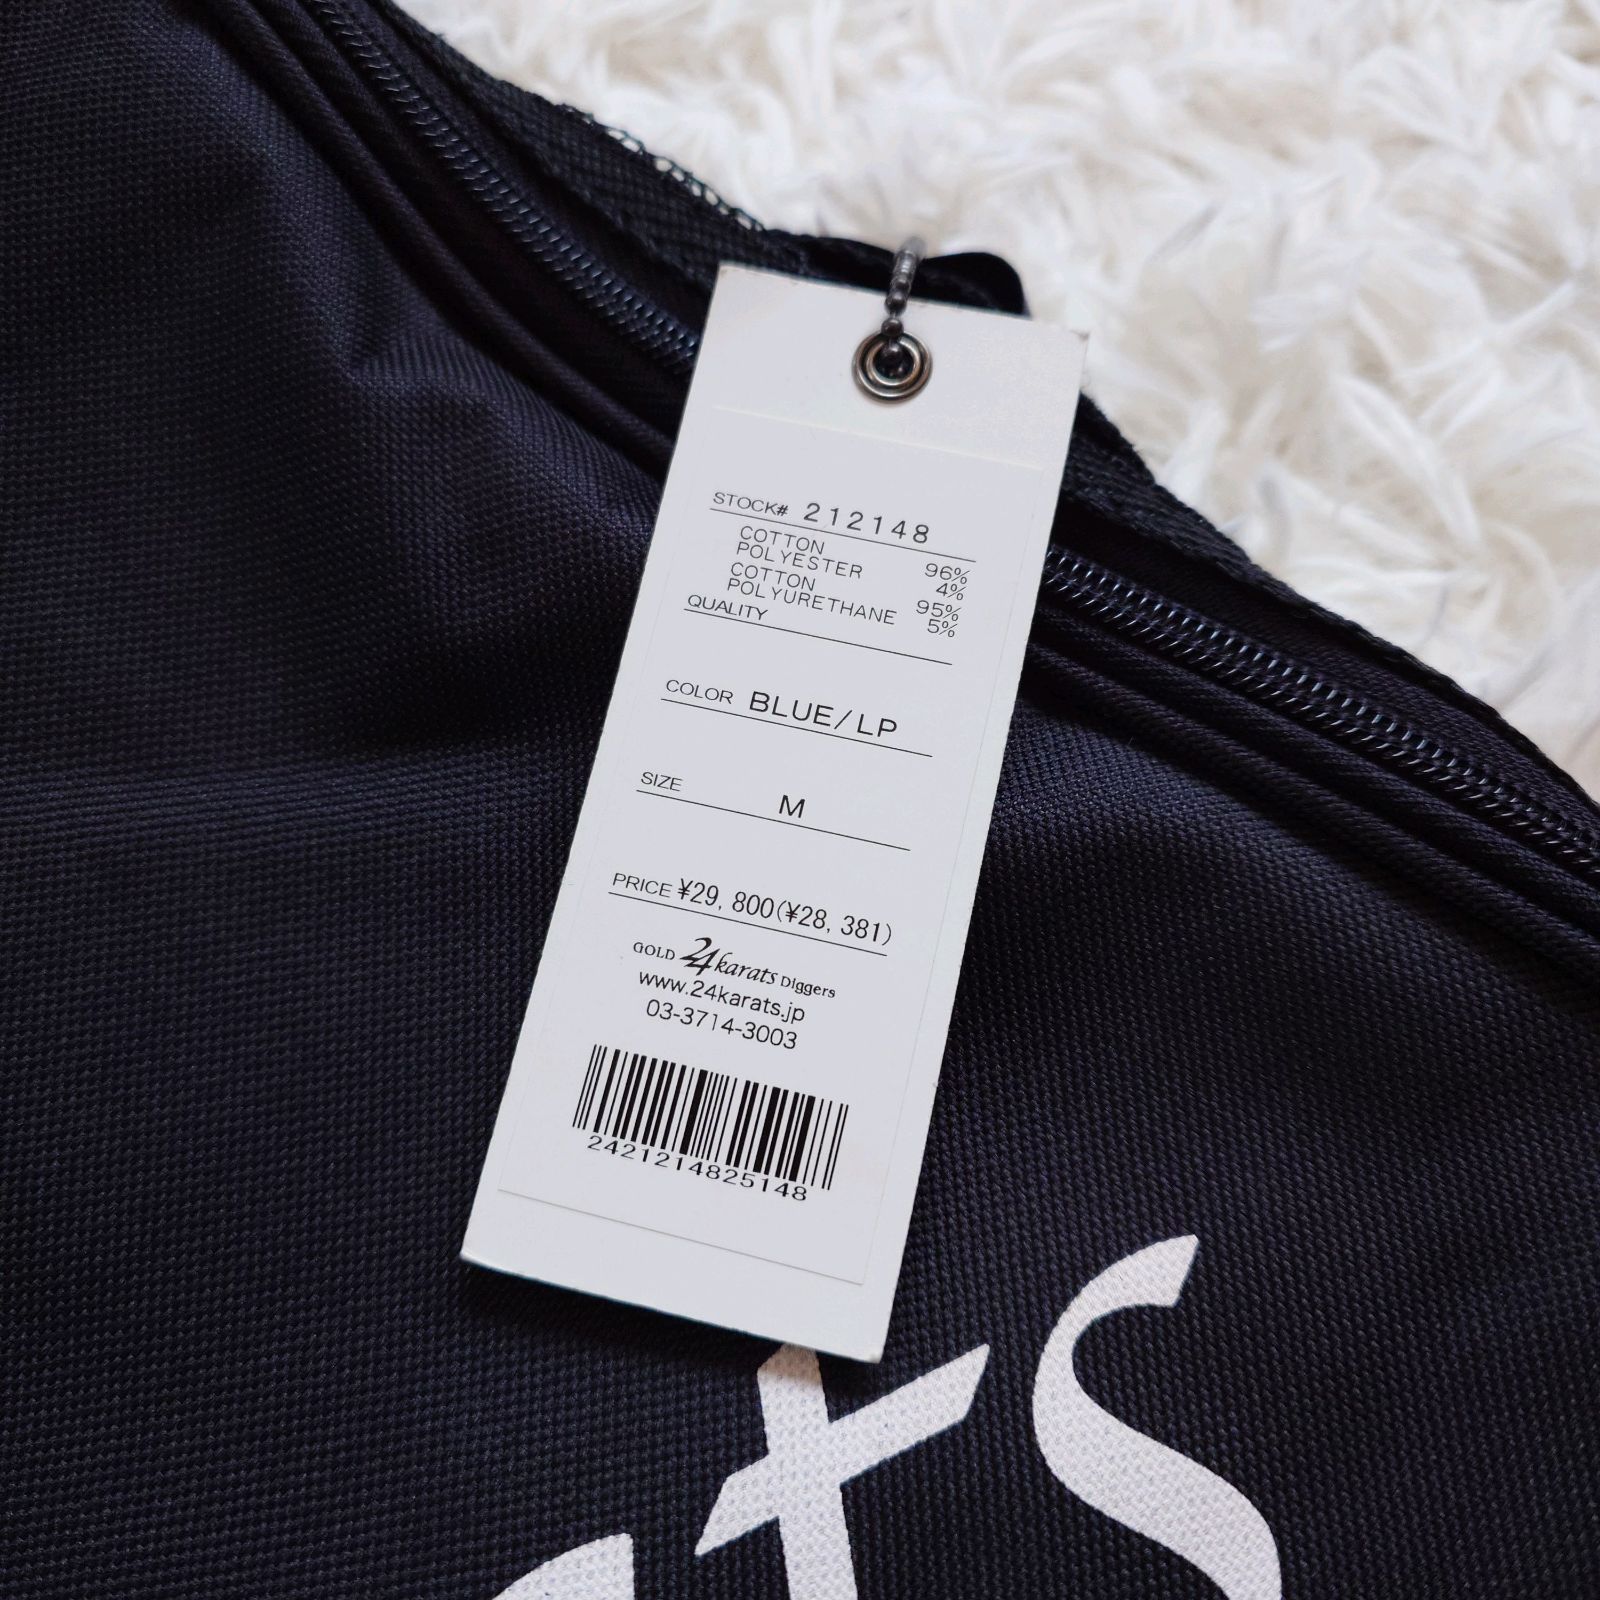 STOCK# 212148
COTTON 96%
POLYESTER 4%
COTTON 95%
POLYURETHANE 5%
QUALITY
COLOR BLUE/LP
SIZE M
PRICE ¥29,800(¥28,381)
GOLD 24karats Diggers
www.24karats.jp
03-3714-3003
2421214825148
ts